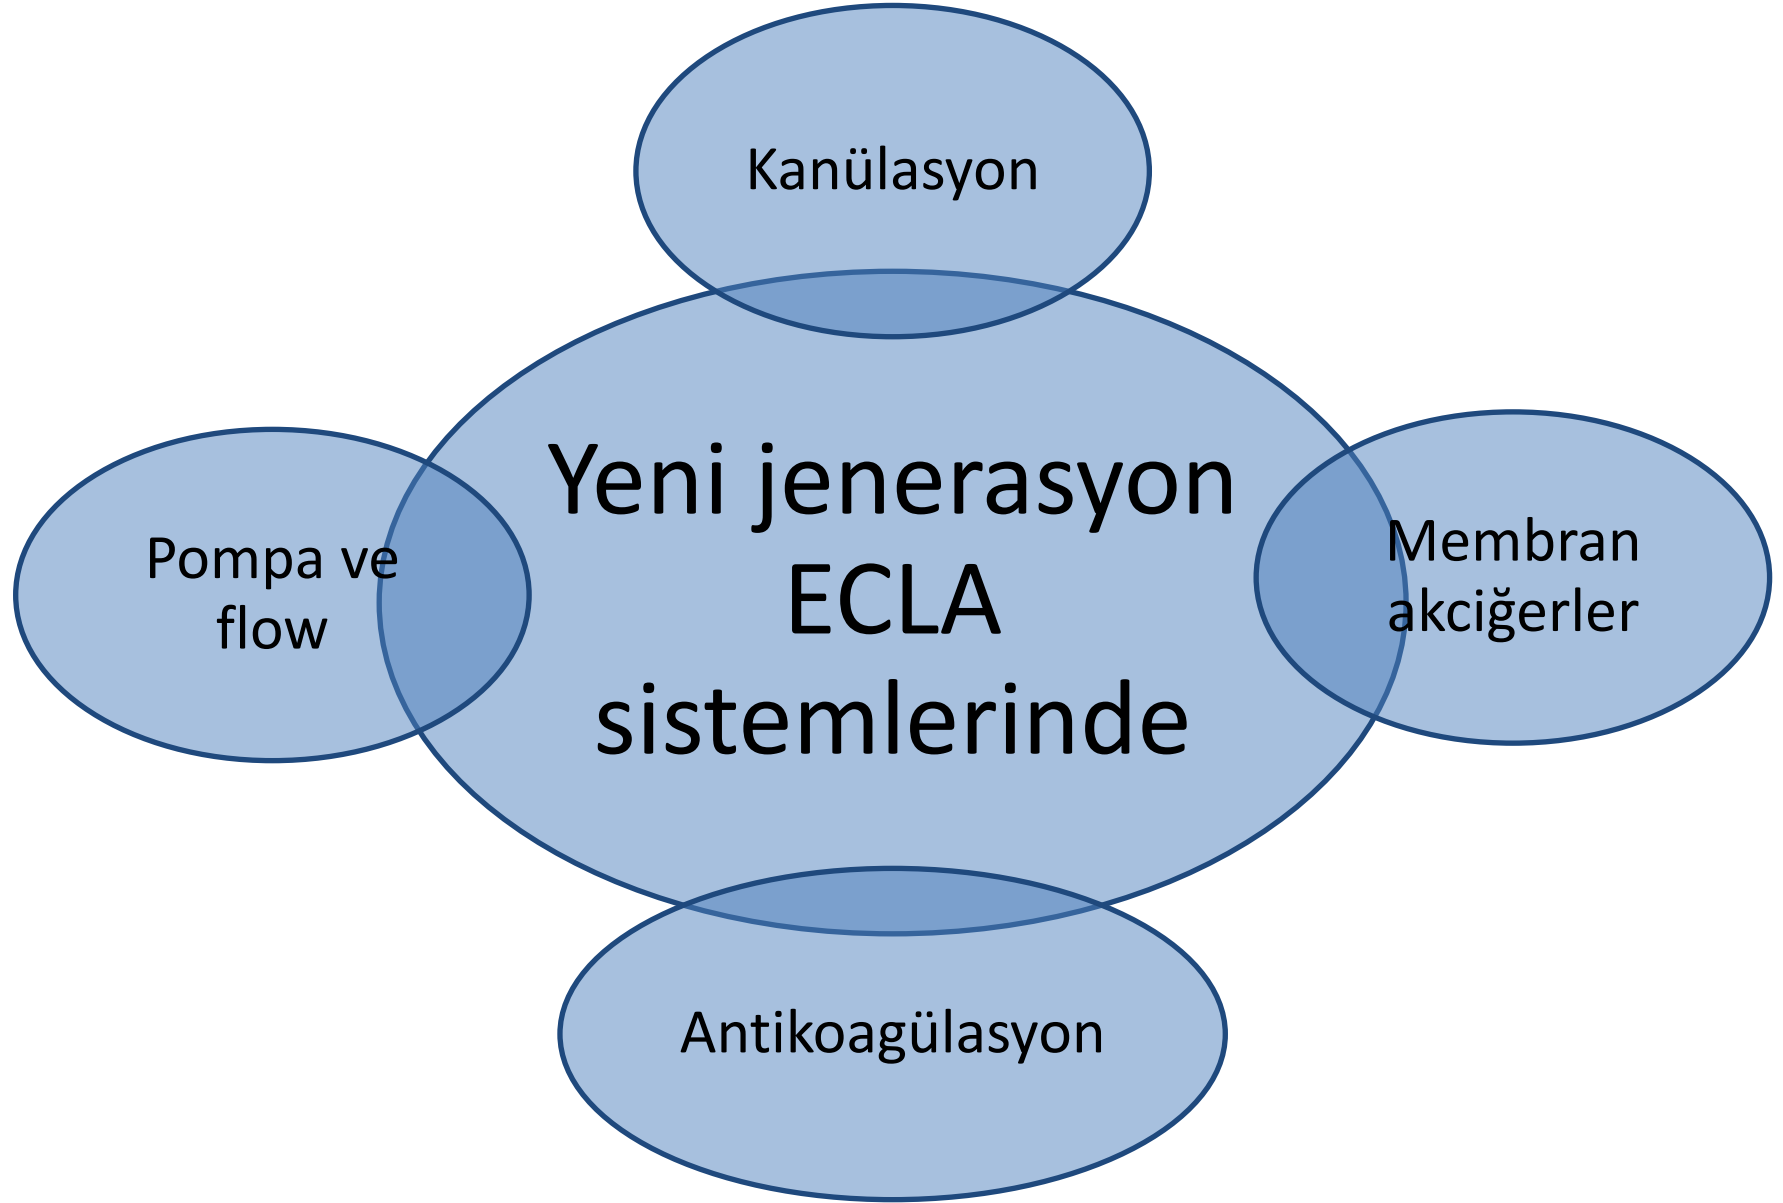 Kanülasyon
Yeni jenerasyon
ECLA
sistemlerinde
Pompa ve
flow
Membran
akciğerler
Antikoagülasyon